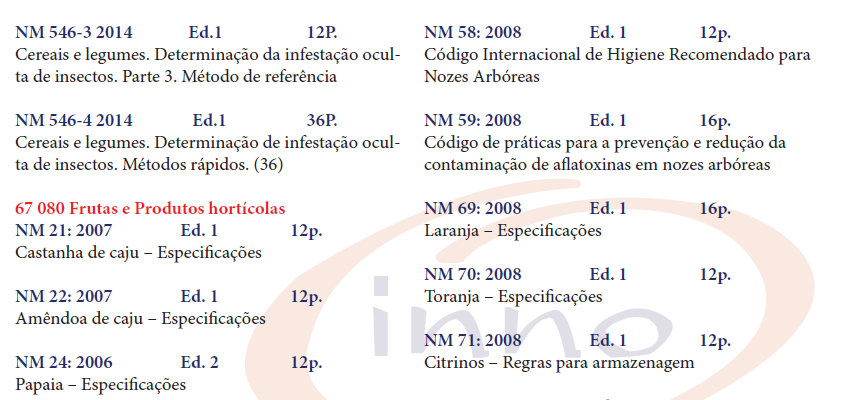 NM 546-3 2014 Ed.1 12P.
Cereais e legumes. Determinação da infestação ocul-
ta de insectos. Parte 3. Método de referência
NM 546-4 2014 Ed.1 36P.
Cereais e legumes. Determinação de infestação ocul-
ta de insectos. Métodos rápidos. (36)
67 080 Frutas e Produtos hortícolas
NM 21: 2007 Ed. 1 12p.
Castanha de caju – Especificações
NM 22: 2007 Ed. 1 12p.
Amêndoa de caju – Especificações
NM 24: 2006 Ed. 2 12p.
Papaia – Especificações
NM 58: 2008 Ed. 1 12p.
Código Internacional de Higiene Recomendado para
Nozes Arbóreas
NM 59: 2008 Ed. 1 16p.
Código de práticas para a prevenção e redução da
contaminação de aflatoxinas em nozes arbóreas
NM 69: 2008 Ed. 1 16p.
Laranja – Especificações
NM 70: 2008 Ed. 1 12p.
Toranja – Especificações
NM 71: 2008 Ed. 1 12p.
Citrinos – Regras para armazenagem
inno